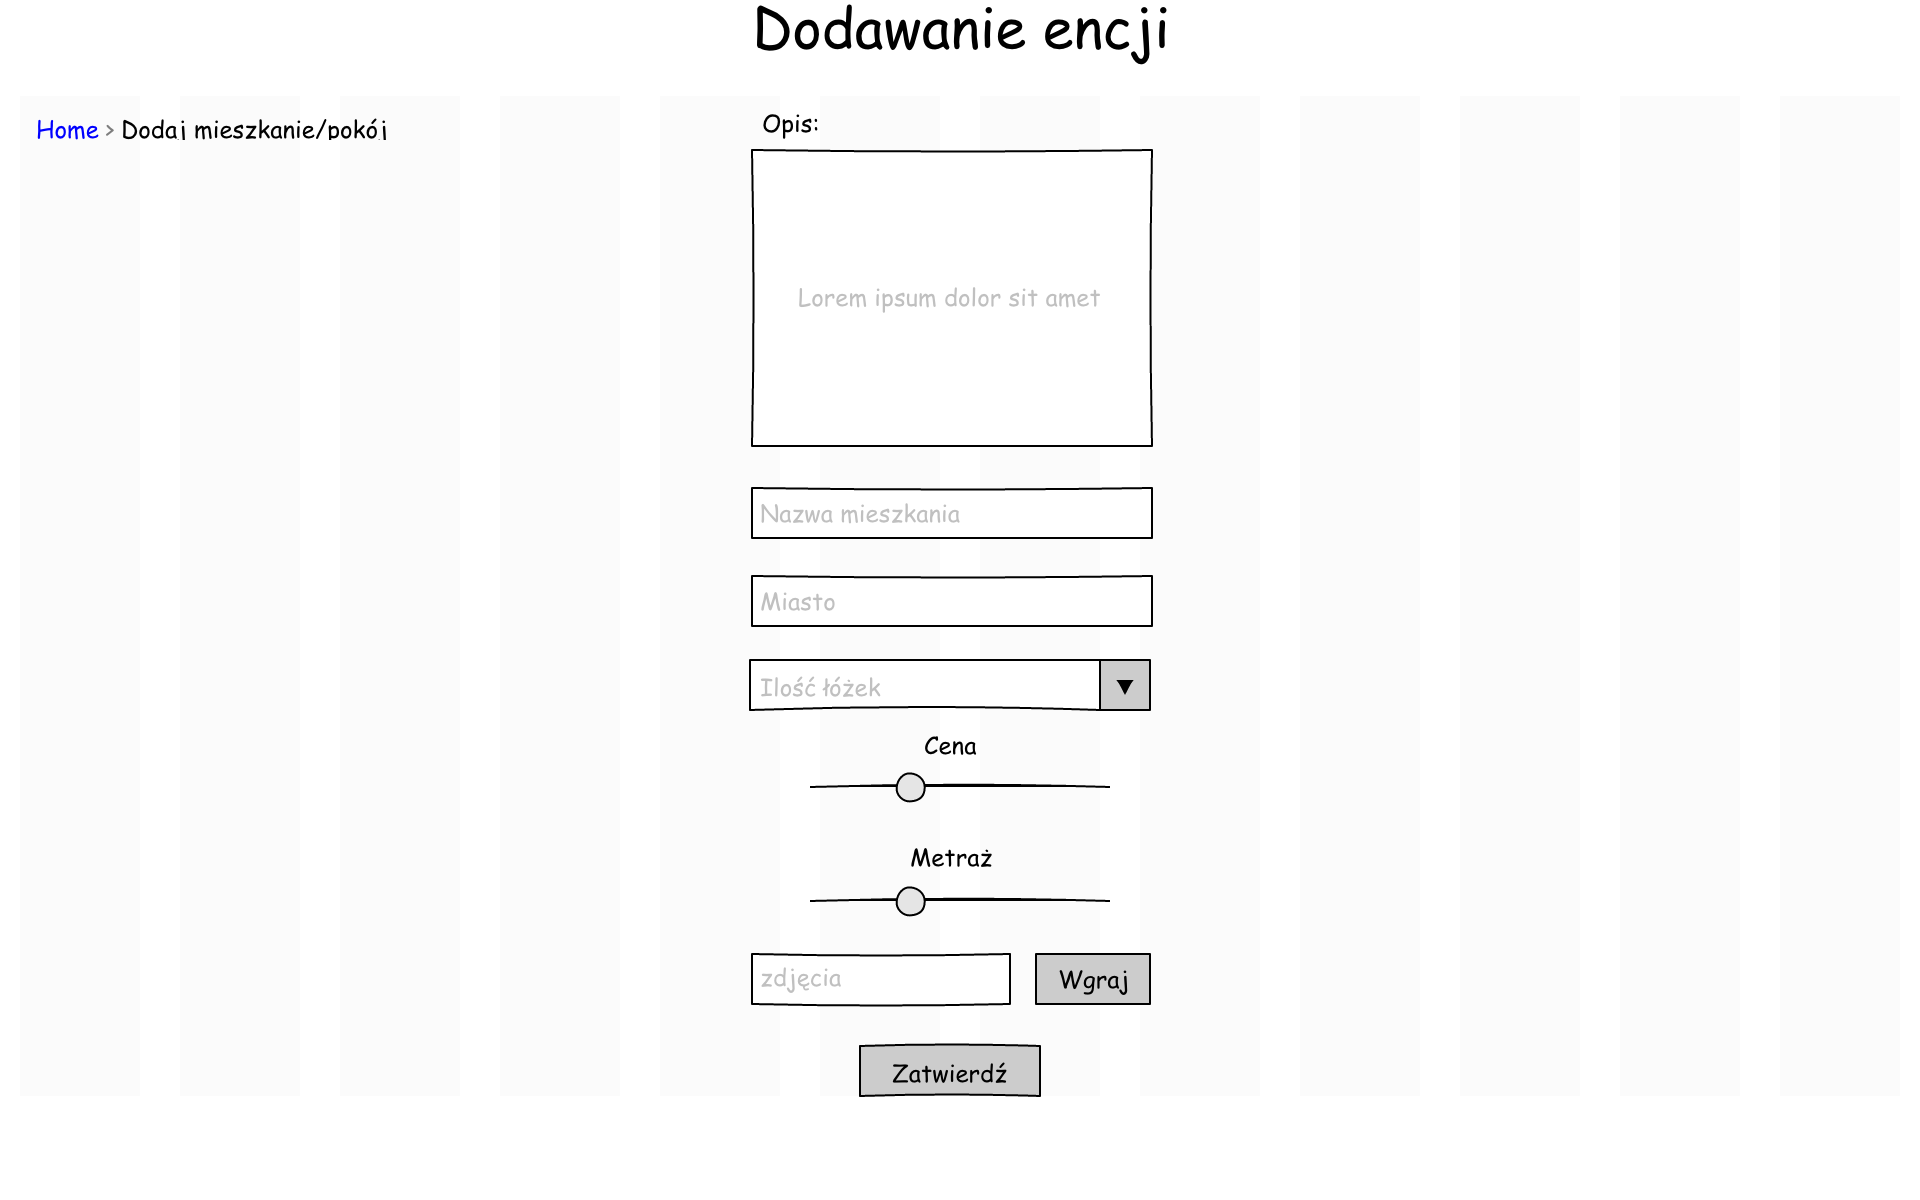 Dodawanie encji
Home > Dodaj mieszkanie/pokój
Opis:
Lorem ipsum dolor sit amet
Nazwa mieszkania
Miasto
Ilość łóżek
Cena
Metraż
zdjęcia
Wgraj
Zatwierdź